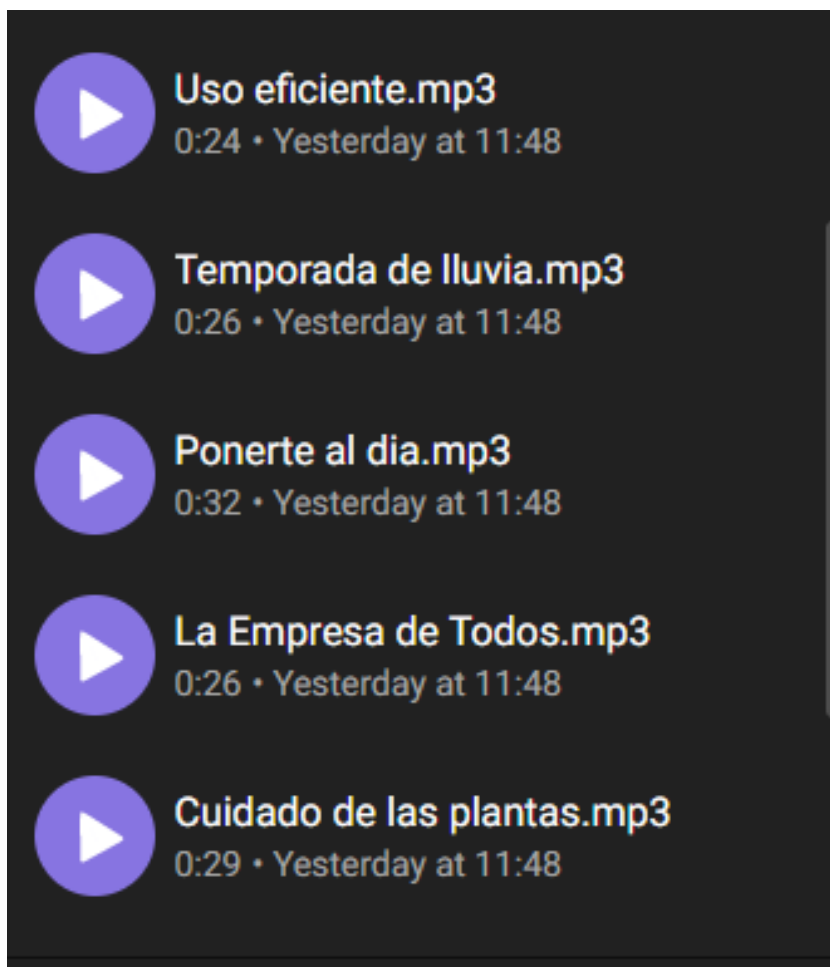 Uso eficiente.mp3
0:24 • Yesterday at 11:48
Temporada de lluvia.mp3
0:26 • Yesterday at 11:48
Ponerte al dia.mp3
0:32 • Yesterday at 11:48
La Empresa de Todos.mp3
0:26 • Yesterday at 11:48
Cuidado de las plantas.mp3
0:29 • Yesterday at 11:48